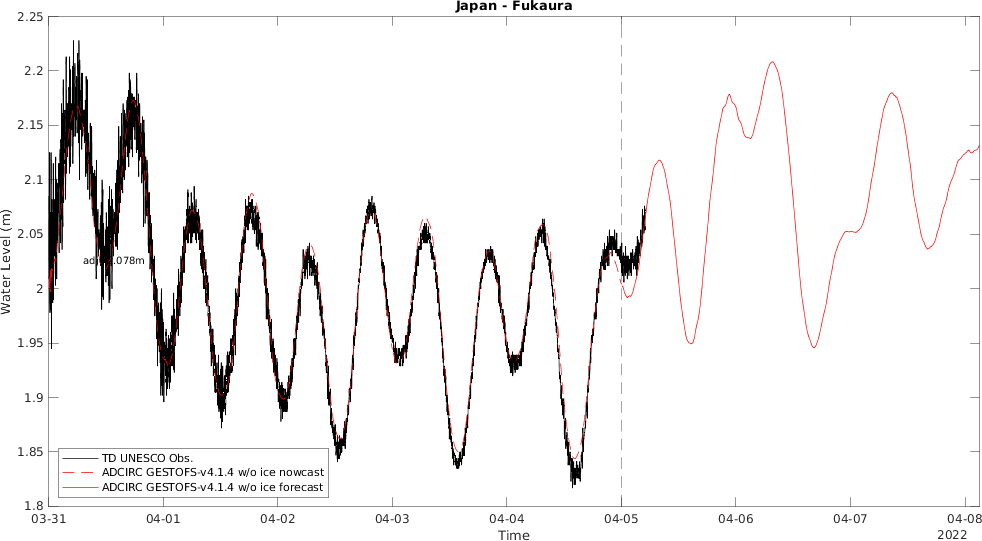 Japan - Fukaura
Water Level (m)
2.25
2.2
2.15
2.1
2.05
2
1.95
1.9
1.85
1.8
TD UNESCO Obs.
ADCIRC GESTOFS-v4.1.4 w/o ice nowcast
ADCIRC GESTOFS-v4.1.4 w/o ice forecast
03-31 04-01 04-02 04-03 04-04 04-05 04-06 04-07 04-08
Time
2022